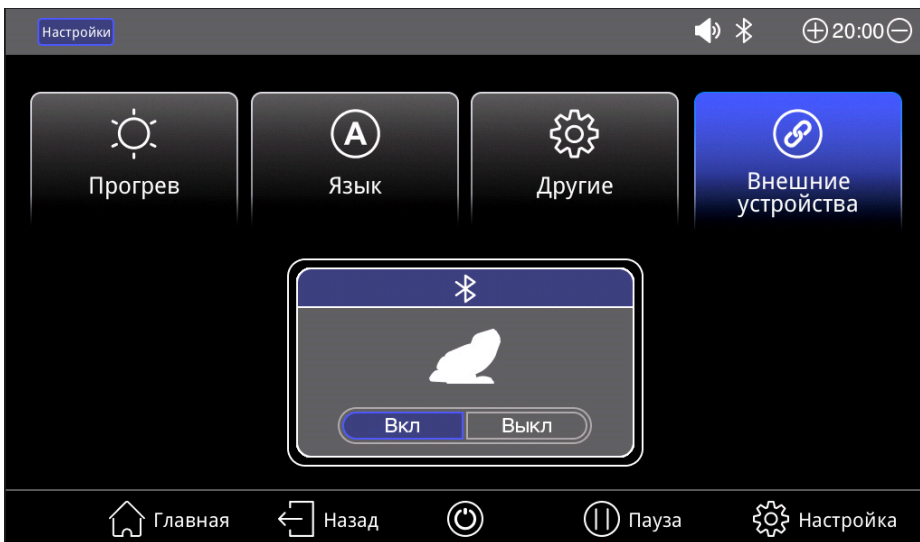 Настройки
20:00
Прогрев
A
Язык
Другие
Внешние
устройства
Вкл
Выкл
Главная
Назад
Пауза
Настройка